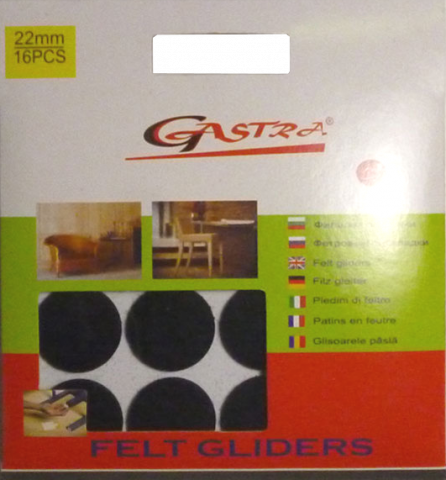 22mm
16PCS
GASTRA®
Felt gliders
Filz gleiter
Piedini di feltro
Patins en feutre
Glisoarele pâslă
FELT GLIDERS